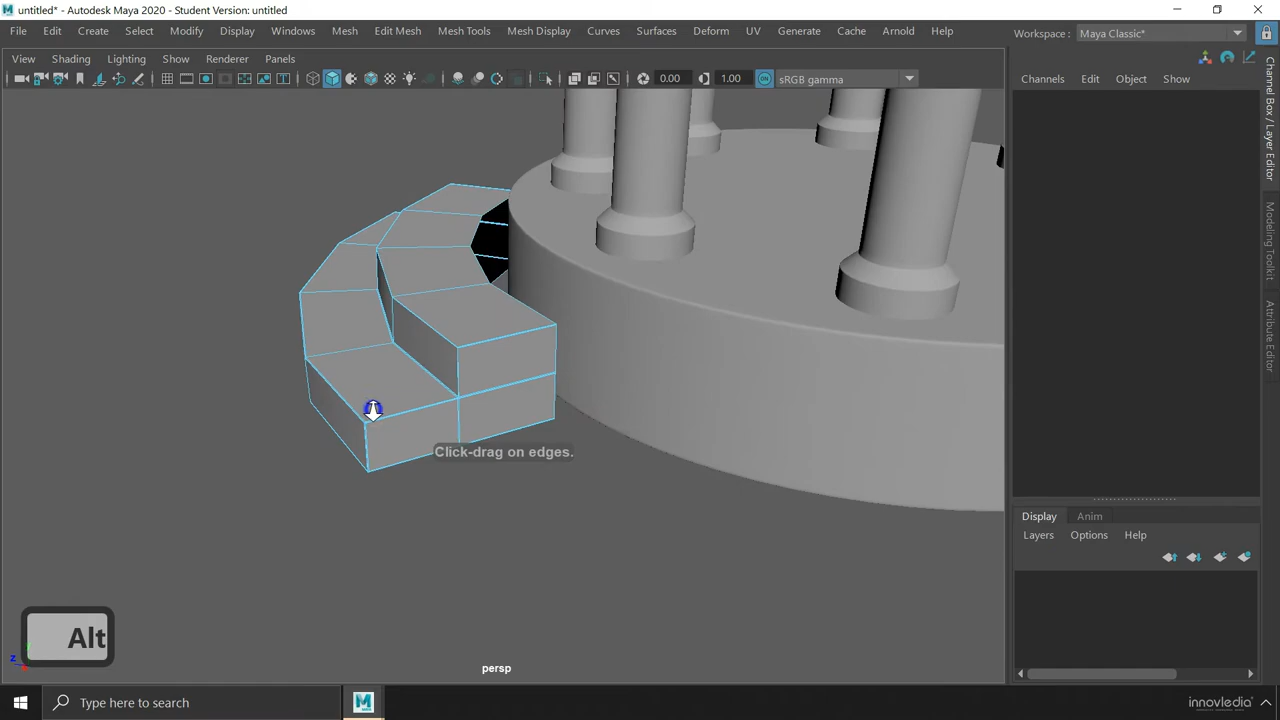 untitled* - Autodesk Maya 2020 - Student Version: untitled
File Edit Create Select Modify Display Windows Mesh Edit Mesh Mesh Tools Mesh Display Curves Surfaces Deform UV Generate Cache Arnold Help
Workspace : Maya Classic*
View Shading Lighting Show Renderer Panels
Channels Edit Object Show
0.00 1.00 ON sRGB gamma
Channel Box / Layer Editor
Modeling Toolkit
Attribute Editor
Click-drag on edges.
Display Anim
Layers Options Help
Alt
persp
z
Type here to search
innovledia